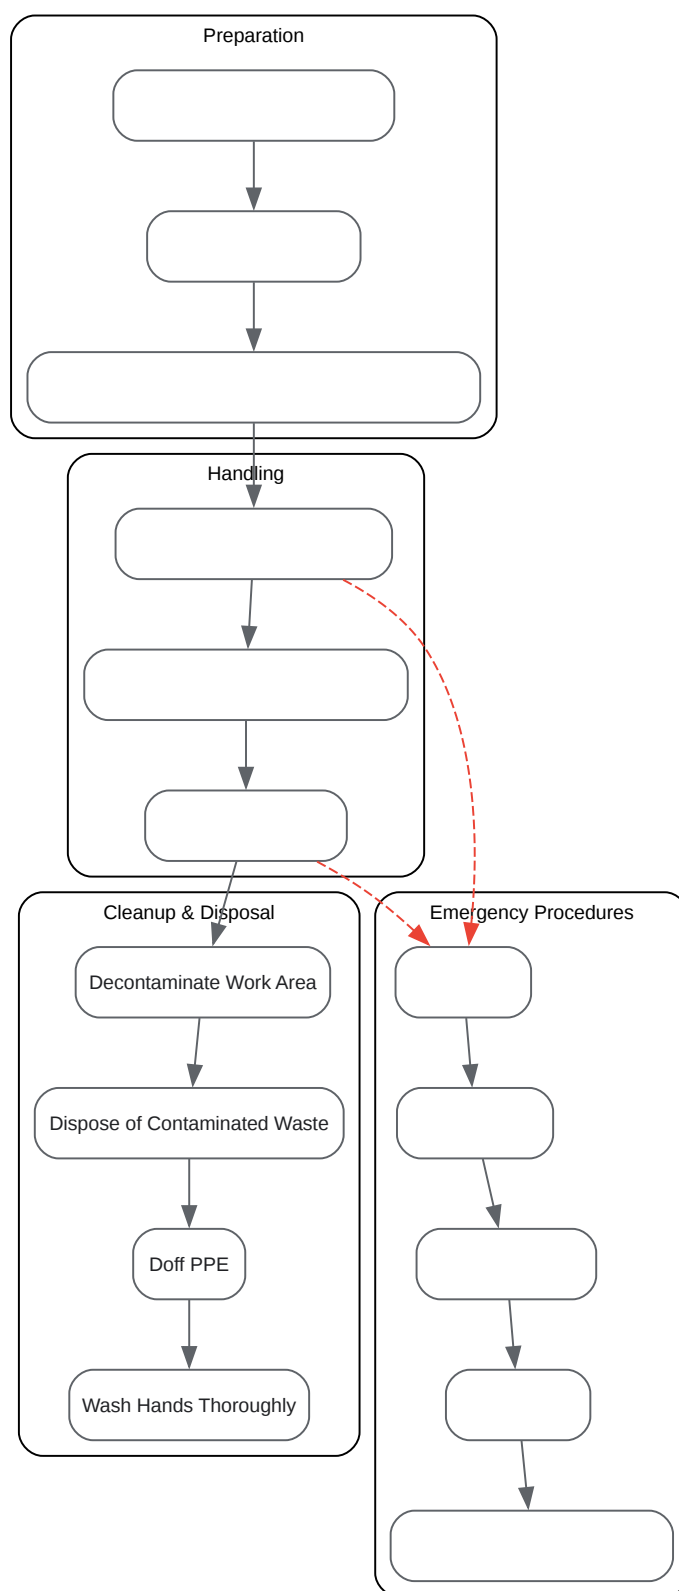 Preparation
Handling
Cleanup & Disposal
Emergency Procedures
Decontaminate Work Area
Dispose of Contaminated Waste
Doff PPE
Wash Hands Thoroughly